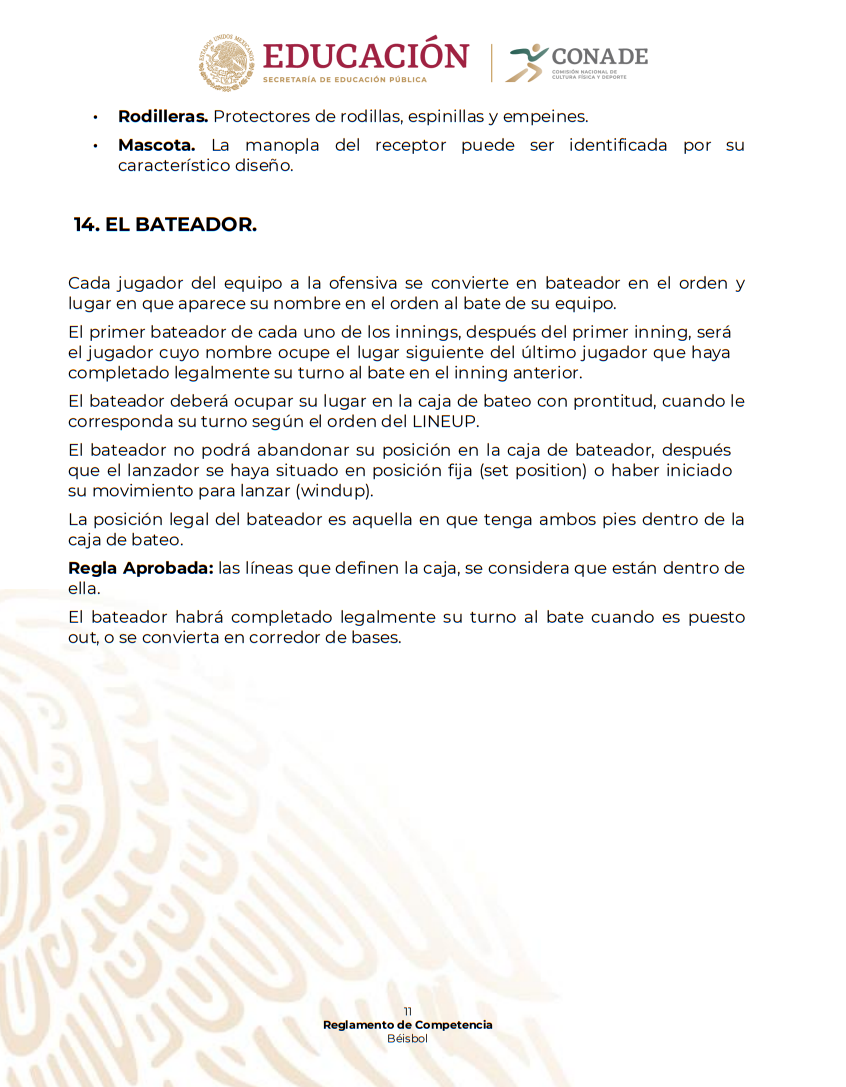 ESTADOS UNIDOS MEXICANOS
EDUCACIÓN
SECRETARÍA DE EDUCACIÓN PÚBLICA
CONADE
COMISIÓN NACIONAL DE
CULTURA FÍSICA Y DEPORTE
• Rodilleras. Protectores de rodillas, espinillas y empeines.
• Mascota. La manopla del receptor puede ser identificada por su
característico diseño.
14. EL BATEADOR.
Cada jugador del equipo a la ofensiva se convierte en bateador en el orden y
lugar en que aparece su nombre en el orden al bate de su equipo.
El primer bateador de cada uno de los innings, después del primer inning, será
el jugador cuyo nombre ocupe el lugar siguiente del último jugador que haya
completado legalmente su turno al bate en el inning anterior.
El bateador deberá ocupar su lugar en la caja de bateo con prontitud, cuando le
corresponda su turno según el orden del LINEUP.
El bateador no podrá abandonar su posición en la caja de bateador, después
que el lanzador se haya situado en posición fija (set position) o haber iniciado
su movimiento para lanzar (windup).
La posición legal del bateador es aquella en que tenga ambos pies dentro de la
caja de bateo.
Regla Aprobada: las líneas que definen la caja, se considera que están dentro de
ella.
El bateador habrá completado legalmente su turno al bate cuando es puesto
out, o se convierta en corredor de bases.
11
Reglamento de Competencia
Béisbol